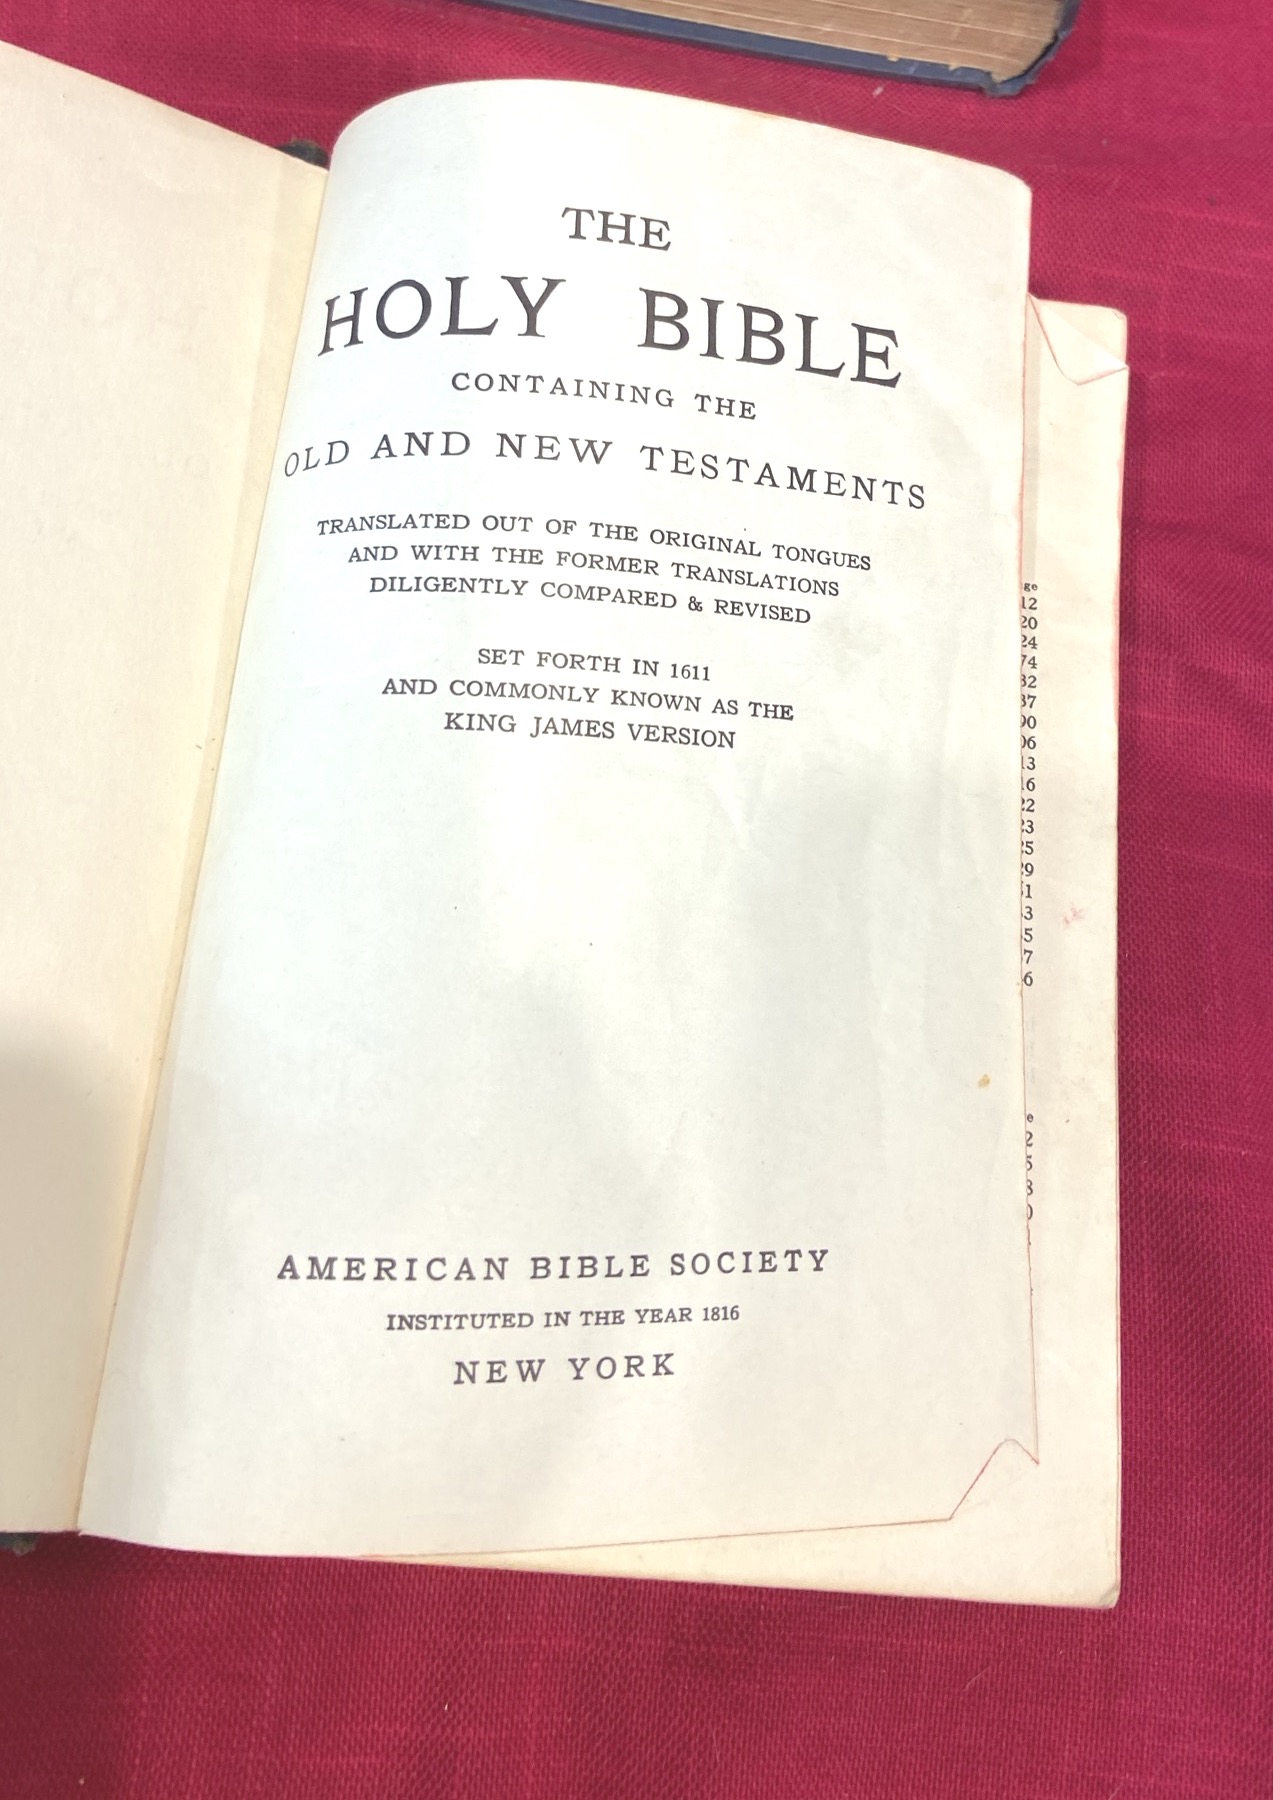 THE
HOLY BIBLE
CONTAINING THE
OLD AND NEW TESTAMENTS
TRANSLATED OUT OF THE ORIGINAL TONGUES
AND WITH THE FORMER TRANSLATIONS
DILIGENTLY COMPARED & REVISED
SET FORTH IN 1611
AND COMMONLY KNOWN AS THE
KING JAMES VERSION
AMERICAN BIBLE SOCIETY
INSTITUTED IN THE YEAR 1816
NEW YORK